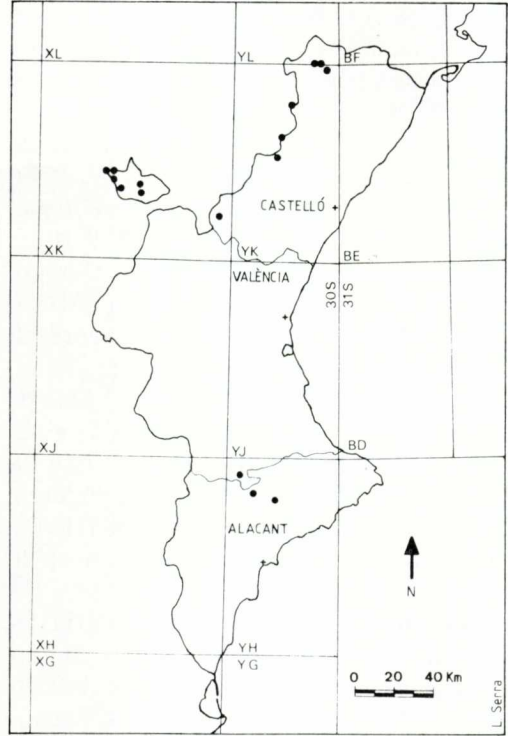 XL YL BF
CASTELLÓ
XK YK BE
VALÈNCIA
30S 31S
XJ YJ BD
ALACANT
N
XH YH
XG YG
0 20 40 Km
L. Serra